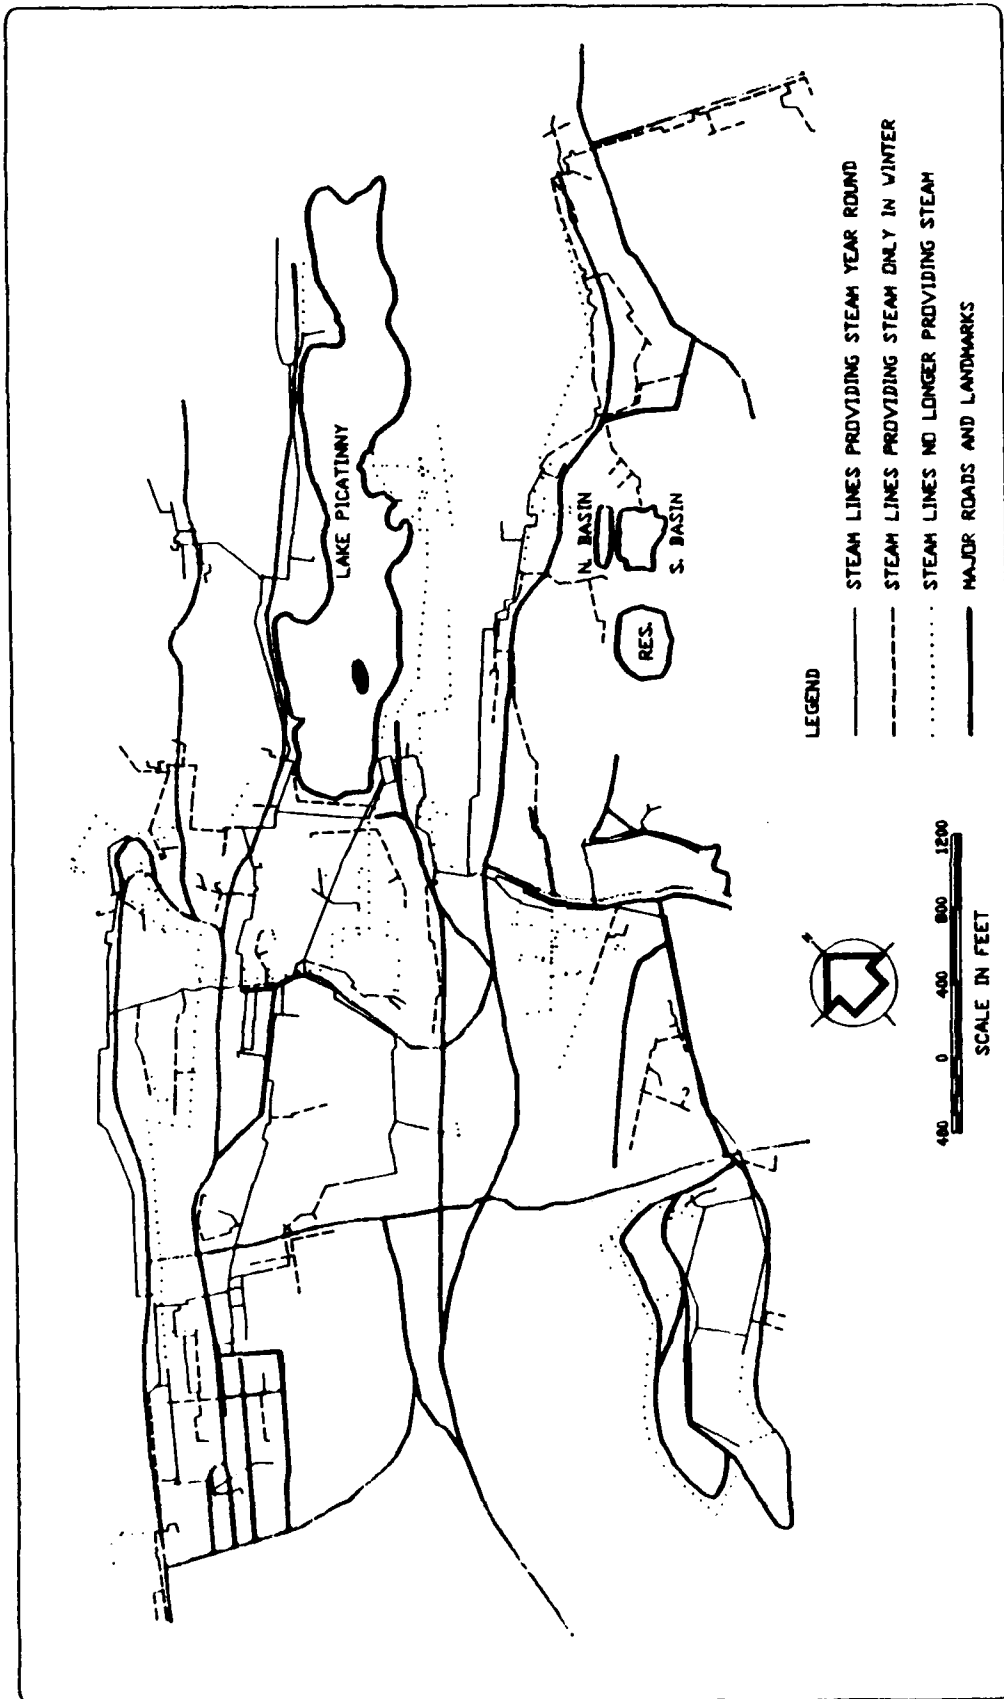 LAKE PICATINNY
N. BASIN
S. BASIN
RES.
LEGEND
STEAM LINES PROVIDING STEAM YEAR ROUND
STEAM LINES PROVIDING STEAM ONLY IN WINTER
STEAM LINES NO LONGER PROVIDING STEAM
MAJOR ROADS AND LANDMARKS
N
400 0 400 800 1200
SCALE IN FEET